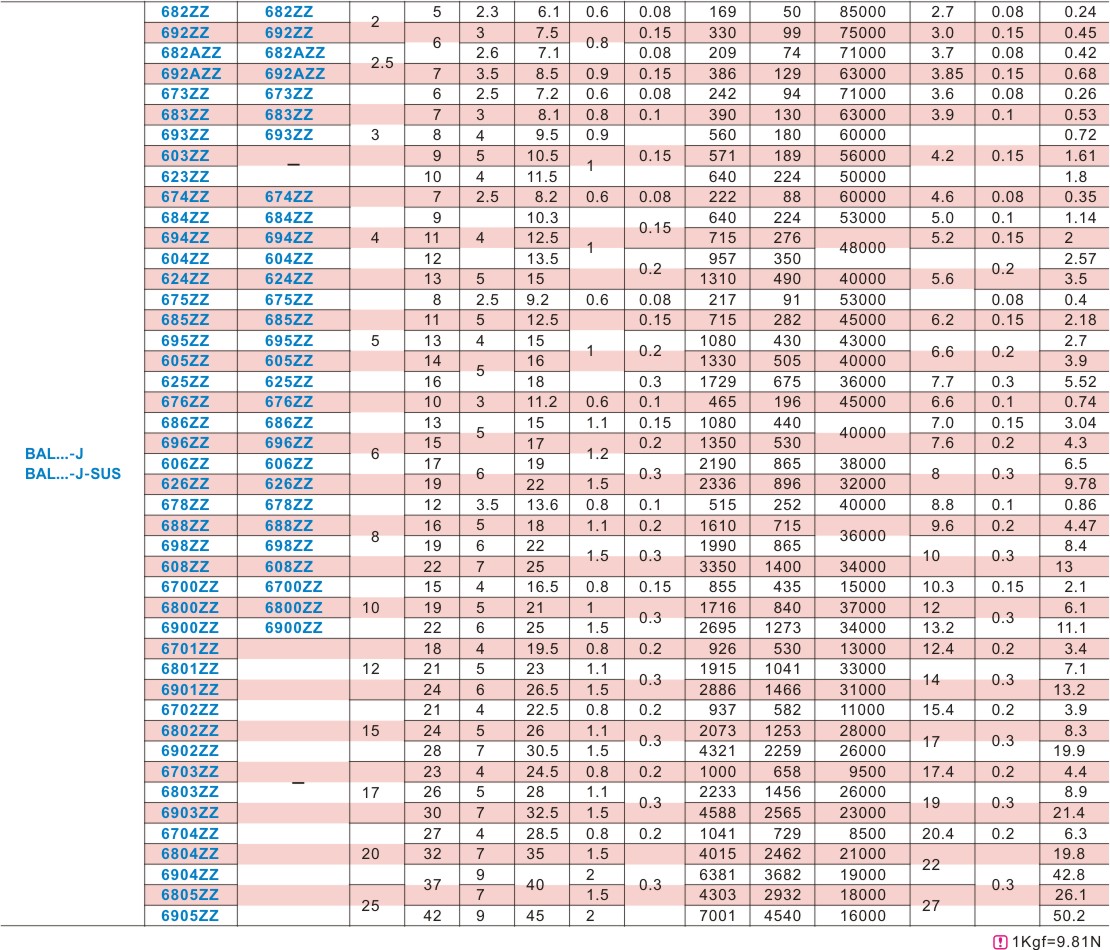 682ZZ 682ZZ 2 5 2.3 6.1 0.6 0.08 169 50 85000 2.7 0.08 0.24
692ZZ 692ZZ 6 3 7.5 0.8 0.15 330 99 75000 3.0 0.15 0.45
682AZZ 682AZZ 2.5 2.6 7.1 0.08 209 74 71000 3.7 0.08 0.42
692AZZ 692AZZ 7 3.5 8.5 0.9 0.15 386 129 63000 3.85 0.15 0.68
673ZZ 673ZZ 6 2.5 7.2 0.6 0.08 242 94 71000 3.6 0.08 0.26
683ZZ 683ZZ 7 3 8.1 0.8 0.1 390 130 63000 3.9 0.1 0.53
693ZZ 693ZZ 3 8 4 9.5 0.9 560 180 60000 0.72
603ZZ – 9 5 10.5 1 0.15 571 189 56000 4.2 0.15 1.61
623ZZ 10 4 11.5 640 224 50000 1.8
674ZZ 674ZZ 7 2.5 8.2 0.6 0.08 222 88 60000 4.6 0.08 0.35
684ZZ 684ZZ 9 10.3 0.15 640 224 53000 5.0 0.1 1.14
694ZZ 694ZZ 4 11 4 12.5 1 715 276 48000 5.2 0.15 2
604ZZ 604ZZ 12 13.5 0.2 957 350 0.2 2.57
624ZZ 624ZZ 13 5 15 1310 490 40000 5.6 3.5
675ZZ 675ZZ 8 2.5 9.2 0.6 0.08 217 91 53000 0.08 0.4
685ZZ 685ZZ 11 5 12.5 0.15 715 282 45000 6.2 0.15 2.18
695ZZ 695ZZ 5 13 4 15 1 0.2 1080 430 43000 6.6 0.2 2.7
605ZZ 605ZZ 14 5 16 1330 505 40000 3.9
625ZZ 625ZZ 16 18 0.3 1729 675 36000 7.7 0.3 5.52
676ZZ 676ZZ 10 3 11.2 0.6 0.1 465 196 45000 6.6 0.1 0.74
686ZZ 686ZZ 13 5 15 1.1 0.15 1080 440 40000 7.0 0.15 3.04
BAL...-J 696ZZ 696ZZ 6 15 17 1.2 0.2 1350 530 7.6 0.2 4.3
BAL...-J-SUS 606ZZ 606ZZ 17 6 19 0.3 2190 865 38000 8 0.3 6.5
626ZZ 626ZZ 19 22 1.5 2336 896 32000 9.78
678ZZ 678ZZ 12 3.5 13.6 0.8 0.1 515 252 40000 8.8 0.1 0.86
688ZZ 688ZZ 8 16 5 18 1.1 0.2 1610 715 36000 9.6 0.2 4.47
698ZZ 698ZZ 19 6 22 1.5 0.3 1990 865 10 0.3 8.4
608ZZ 608ZZ 22 7 25 3350 1400 34000 13
6700ZZ 6700ZZ 15 4 16.5 0.8 0.15 855 435 15000 10.3 0.15 2.1
6800ZZ 6800ZZ 10 19 5 21 1 0.3 1716 840 37000 12 0.3 6.1
6900ZZ 6900ZZ 22 6 25 1.5 2695 1273 34000 13.2 11.1
6701ZZ 18 4 19.5 0.8 0.2 926 530 13000 12.4 0.2 3.4
6801ZZ 12 21 5 23 1.1 0.3 1915 1041 33000 14 0.3 7.1
6901ZZ 24 6 26.5 1.5 2886 1466 31000 13.2
6702ZZ 21 4 22.5 0.8 0.2 937 582 11000 15.4 0.2 3.9
6802ZZ 15 24 5 26 1.1 0.3 2073 1253 28000 17 0.3 8.3
6902ZZ 28 7 30.5 1.5 4321 2259 26000 19.9
6703ZZ – 23 4 24.5 0.8 0.2 1000 658 9500 17.4 0.2 4.4
6803ZZ 17 26 5 28 1.1 0.3 2233 1456 26000 19 0.3 8.9
6903ZZ 30 7 32.5 1.5 4588 2565 23000 21.4
6704ZZ 27 4 28.5 0.8 0.2 1041 729 8500 20.4 0.2 6.3
6804ZZ 20 32 7 35 1.5 4015 2462 21000 22 19.8
6904ZZ 37 9 40 2 0.3 6381 3682 19000 0.3 42.8
6805ZZ 25 7 1.5 4303 2932 18000 27 26.1
6905ZZ 42 9 45 2 7001 4540 16000 50.2
! 1Kgf=9.81N